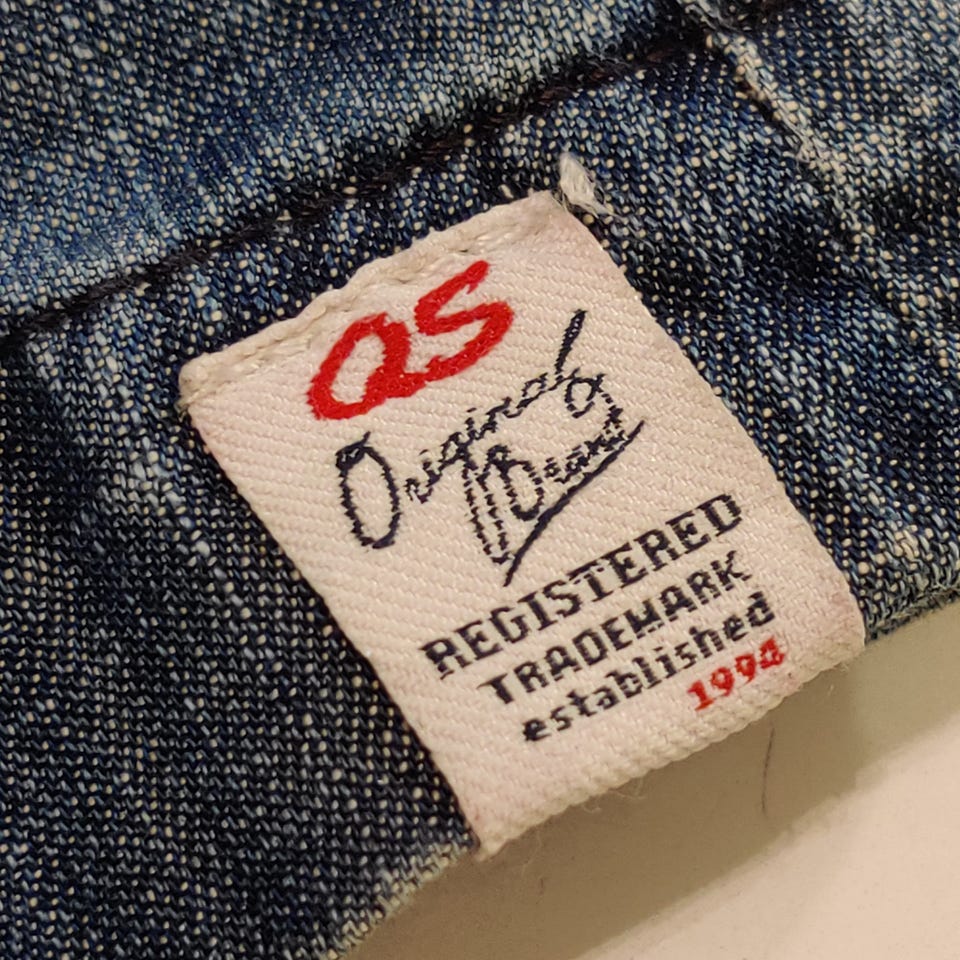 QS
Original
Brand
REGISTERED
TRADEMARK
established
1994